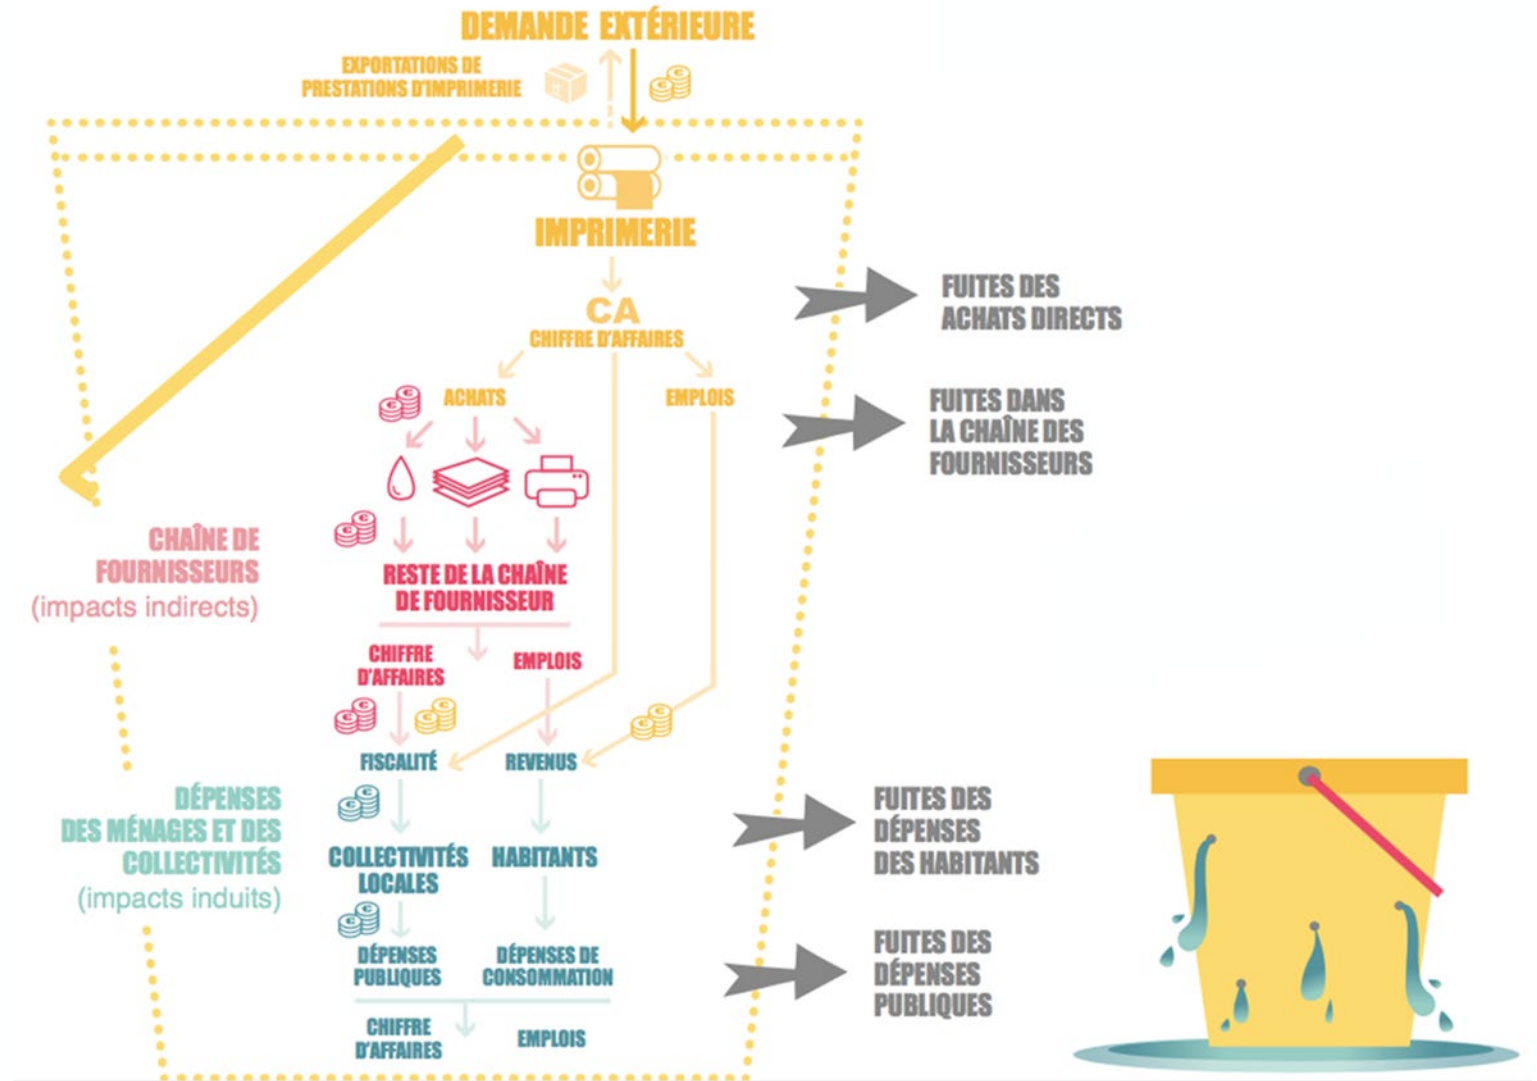 DEMANDE EXTÉRIEURE
EXPORTATIONS DE
PRESTATIONS D'IMPRIMERIE
IMPRIMERIE
CA
CHIFFRE D'AFFAIRES
ACHATS
EMPLOIS
FUITES DES
ACHATS DIRECTS
FUITES DANS
LA CHAÎNE DES
FOURNISSEURS
CHAÎNE DE
FOURNISSEURS
(impacts indirects)
RESTE DE LA CHAÎNE
DE FOURNISSEUR
CHIFFRE
D'AFFAIRES
EMPLOIS
FISCALITÉ
REVENUS
DÉPENSES
DES MÉNAGES ET DES
COLLECTIVITÉS
(impacts induits)
COLLECTIVITÉS
LOCALES
HABITANTS
FUITES DES
DÉPENSES
DES HABITANTS
DÉPENSES
PUBLIQUES
DÉPENSES DE
CONSOMMATION
FUITES DES
DÉPENSES
PUBLIQUES
CHIFFRE
D'AFFAIRES
EMPLOIS